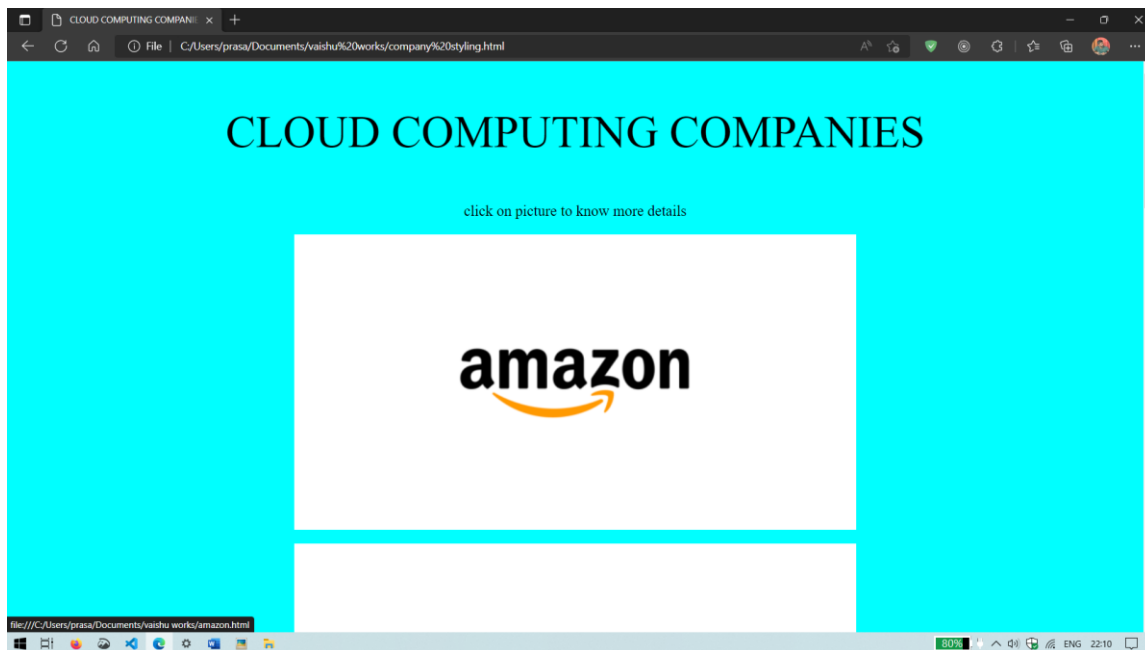 CLOUD COMPUTING COMPANIE
File | C:/Users/prasa/Documents/vaishu%20works/company%20styling.html
CLOUD COMPUTING COMPANIES
click on picture to know more details
amazon
file:///C:/Users/prasa/Documents/vaishu works/amazon.html
80%
ENG
22:10